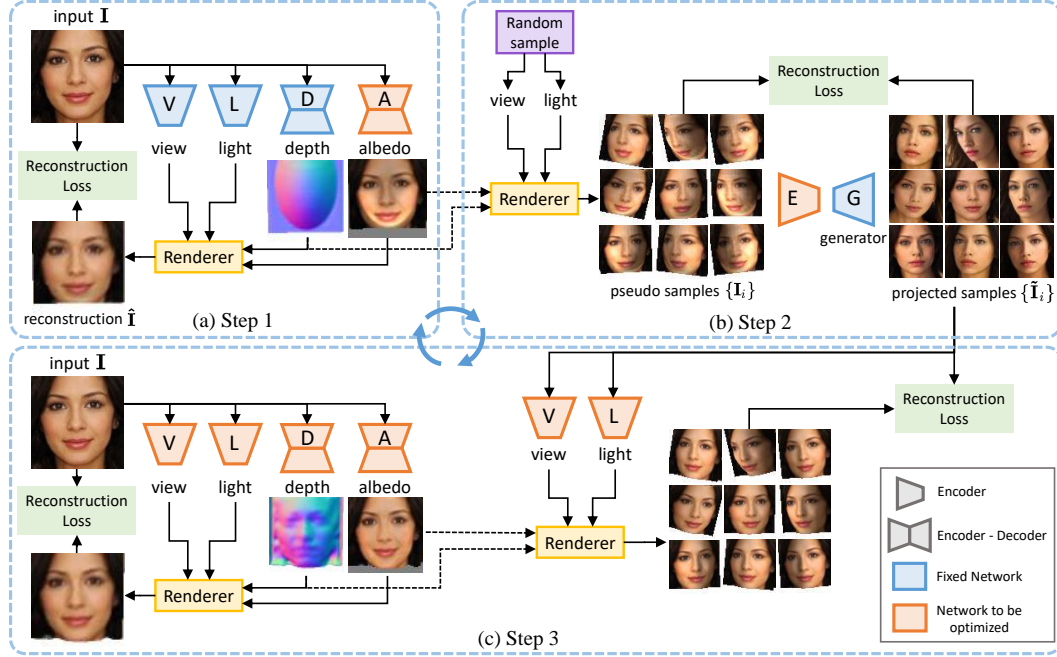 input I
V
L
D
A
view
light
depth
albedo
Reconstruction
Loss
Renderer
reconstruction Î
(a) Step 1
Random
sample
view
light
Renderer
Reconstruction
Loss
E
G
generator
pseudo samples {I_i}
projected samples {Ĩ_i}
(b) Step 2
input I
V
L
D
A
view
light
depth
albedo
Reconstruction
Loss
Renderer
V
L
view
light
Renderer
Reconstruction
Loss
Encoder
Encoder - Decoder
Fixed Network
Network to be
optimized
(c) Step 3